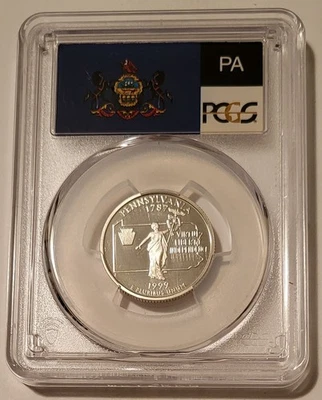 PA
PCGS
PENNSYLVANIA
1787
VIRTUE
LIBERTY
INDEPENDENCE
1999
E PLURIBUS UNUM